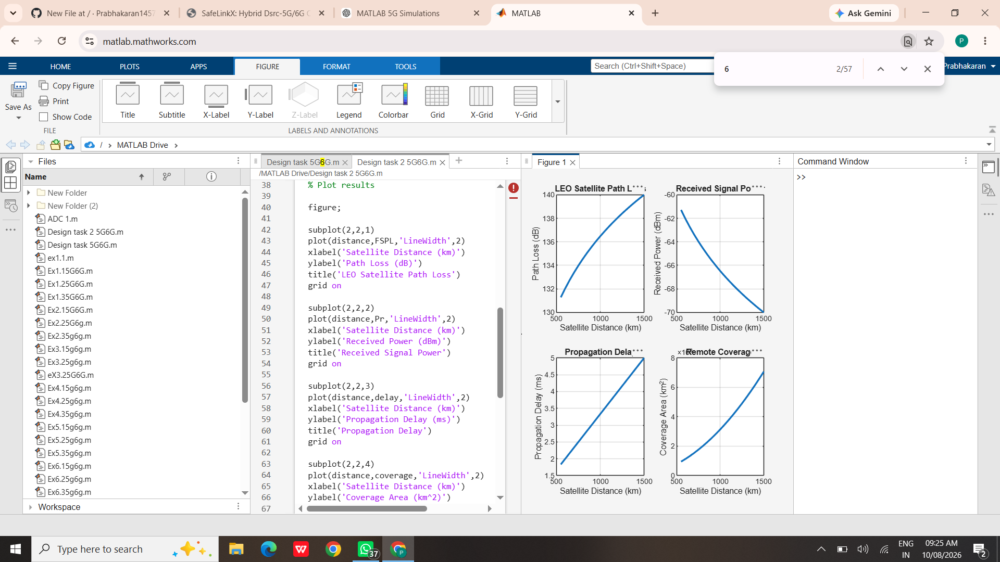 New File at / · Prabhakaran1457
SafeLinkX: Hybrid Dsrc-5G/6G C
MATLAB 5G Simulations
MATLAB
Ask Gemini
matlab.mathworks.com
P
6
2/57
HOME
PLOTS
APPS
FIGURE
FORMAT
TOOLS
Search (Ctrl+Shift+Space)
Prabhakaran
Save As
Copy Figure
Print
Show Code
FILE
Title
Subtitle
X-Label
Y-Label
Z-Label
Legend
Colorbar
Grid
X-Grid
Y-Grid
LABELS AND ANNOTATIONS
/ › MATLAB Drive ›
Files
Name
New Folder
New Folder (2)
ADC 1.m
Design task 2 5G6G.m
Design task 5G6G.m
ex1.1.m
Ex1.15G6G.m
Ex1.25G6G.m
Ex1.35G6G.m
Ex2.15G6G.m
Ex2.25G6g.m
Ex2.35g6g.m
Ex3.15g6g.m
Ex3.25g6g.m
eX3.25G6G.m
Ex4.15g6g.m
Ex4.25g6g.m
Ex4.35g6g.m
Ex5.15g6g.m
Ex5.25g6g.m
Ex5.35g6g.m
Ex6.15g6g.m
Ex6.25g6g.m
Ex6.35g6g.m
Workspace
Design task 5G6G.m
Design task 2 5G6G.m
/MATLAB Drive/Design task 2 5G6G.m
38 % Plot results
39
40 figure;
41
42 subplot(2,2,1)
43 plot(distance,FSPL,'LineWidth',2)
44 xlabel('Satellite Distance (km)')
45 ylabel('Path Loss (dB)')
46 title('LEO Satellite Path Loss')
47 grid on
48
49 subplot(2,2,2)
50 plot(distance,Pr,'LineWidth',2)
51 xlabel('Satellite Distance (km)')
52 ylabel('Received Power (dBm)')
53 title('Received Signal Power')
54 grid on
55
56 subplot(2,2,3)
57 plot(distance,delay,'LineWidth',2)
58 xlabel('Satellite Distance (km)')
59 ylabel('Propagation Delay (ms)')
60 title('Propagation Delay')
61 grid on
62
63 subplot(2,2,4)
64 plot(distance,coverage,'LineWidth',2)
65 xlabel('Satellite Distance (km)')
66 ylabel('Coverage Area (km^2)')
67
Figure 1
LEO Satellite Path L
140
138
136
134
132
130
500 1000 1500
Path Loss (dB)
Satellite Distance (km)
Received Signal Po
-60
-62
-64
-66
-68
-70
500 1000 1500
Received Power (dBm)
Satellite Distance (km)
Propagation Dela
5
4.5
4
3.5
3
2.5
2
1.5
500 1000 1500
Propagation Delay (ms)
Satellite Distance (km)
Remote Coverag
8
6
4
2
0
500 1000 1500
Coverage Area (km²)
Satellite Distance (km)
Command Window
>>
Type here to search
37
P
ENG
IN
09:25 AM
10/08/2026
2